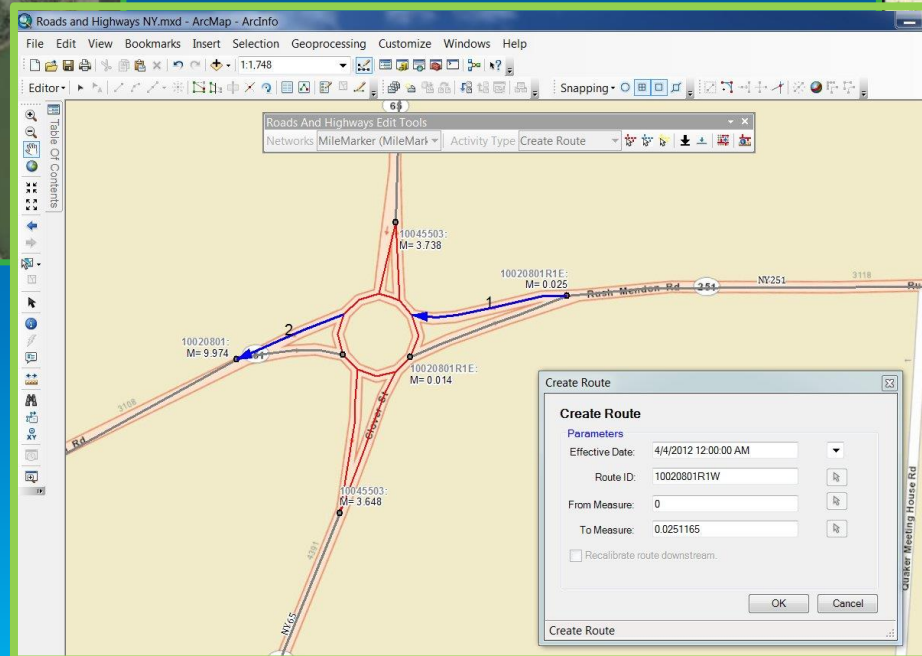 Roads and Highways NY.mxd - ArcMap - ArcInfo
File Edit View Bookmarks Insert Selection Geoprocessing Customize Windows Help
1:1,748
Editor Snapping
Table Of Contents
65
Roads And Highways Edit Tools
Networks MileMarker (MileMark Activity Type Create Route
10045503:
M= 3.738
10020801R1E:
M= 0.025
1
Rush Mendon Rd 251 NY251 3118 Ru
2
10020801:
M= 9.974
10020801R1E:
M= 0.014
3108
Rd
Clover St
10045503:
M= 3.648
4391
NY65
Quaker Meeting House Rd
Create Route
Create Route
Parameters
Effective Date: 4/4/2012 12:00:00 AM
Route ID: 10020801R1W
From Measure: 0
To Measure: 0.0251165
Recalibrate route downstream.
OK Cancel
Create Route